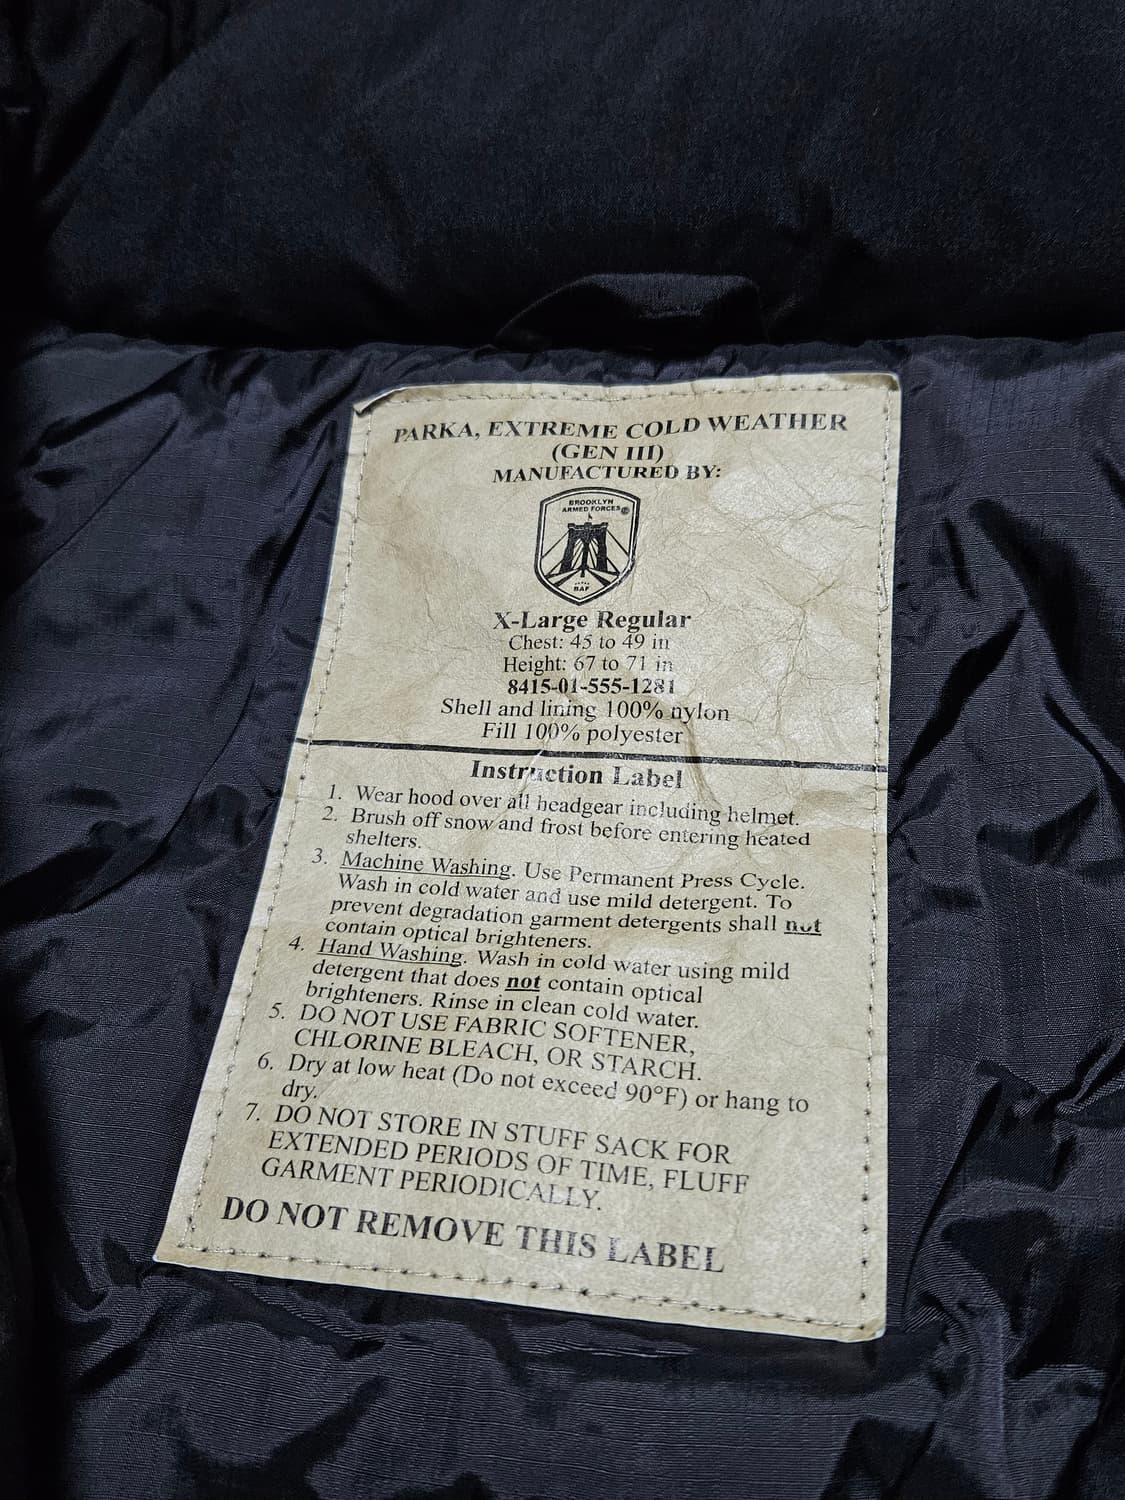 PARKA, EXTREME COLD WEATHER
(GEN III)
MANUFACTURED BY:
BROOKLYN
ARMED FORCES
BAF
X-Large Regular
Chest: 45 to 49 in
Height: 67 to 71 in
8415-01-555-1281
Shell and lining 100% nylon
Fill 100% polyester
Instruction Label
1. Wear hood over all headgear including helmet.
2. Brush off snow and frost before entering heated
shelters.
3. Machine Washing. Use Permanent Press Cycle.
Wash in cold water and use mild detergent. To
prevent degradation garment detergents shall not
contain optical brighteners.
4. Hand Washing. Wash in cold water using mild
detergent that does not contain optical
brighteners. Rinse in clean cold water.
5. DO NOT USE FABRIC SOFTENER,
CHLORINE BLEACH, OR STARCH.
6. Dry at low heat (Do not exceed 90°F) or hang to
dry.
7. DO NOT STORE IN STUFF SACK FOR
EXTENDED PERIODS OF TIME, FLUFF
GARMENT PERIODICALLY.
DO NOT REMOVE THIS LABEL